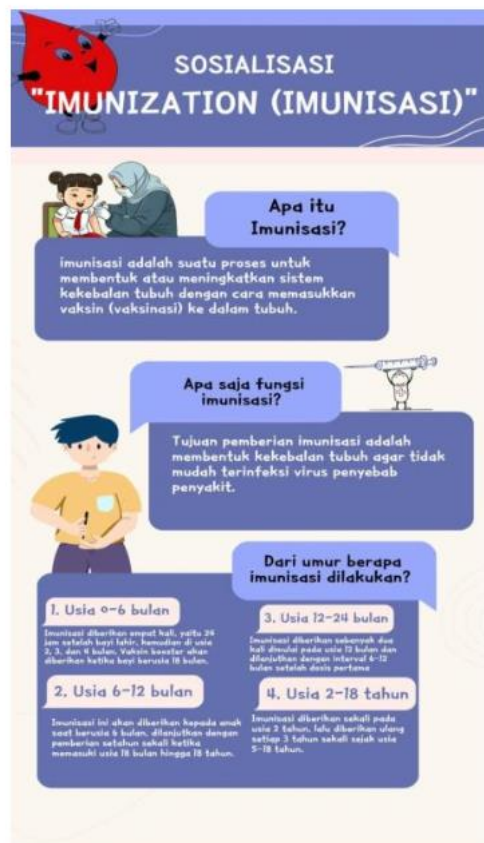 SOSIALISASI
"IMUNIZATION (IMUNISASI)"
Apa itu
Imunisasi?
imunisasi adalah suatu proses untuk
membentuk atau meningkatkan sistem
kekebalan tubuh dengan cara memasukkan
vaksin (vaksinasi) ke dalam tubuh.
Apa saja fungsi
imunisasi?
Tujuan pemberian imunisasi adalah
membentuk kekebalan tubuh agar tidak
mudah terinfeksi virus penyebab
penyakit.
Dari umur berapa
imunisasi dilakukan?
1. Usia 0-6 bulan
Imunisasi diberikan empat kali, yaitu 24
jam setelah bayi lahir, kemudian di usia
2, 3, dan 4 bulan. Vaksin booster akan
diberikan ketika bayi berusia 18 bulan.
2. Usia 6-12 bulan
Imunisasi ini akan diberikan kepada anak
saat berusia 6 bulan, dilanjutkan dengan
pemberian setahun sekali ketika
memasuki usia 18 bulan hingga 18 tahun.
3. Usia 12-24 bulan
Imunisasi diberikan sebanyak dua
kali dimulai pada usia 12 bulan dan
dilanjutkan dengan interval 6-12
bulan setelah dosis pertama
4. Usia 2-18 tahun
Imunisasi diberikan sekali pada
usia 2 tahun, lalu diberikan ulang
setiap 3 tahun sekali sejak usia
5-18 tahun.